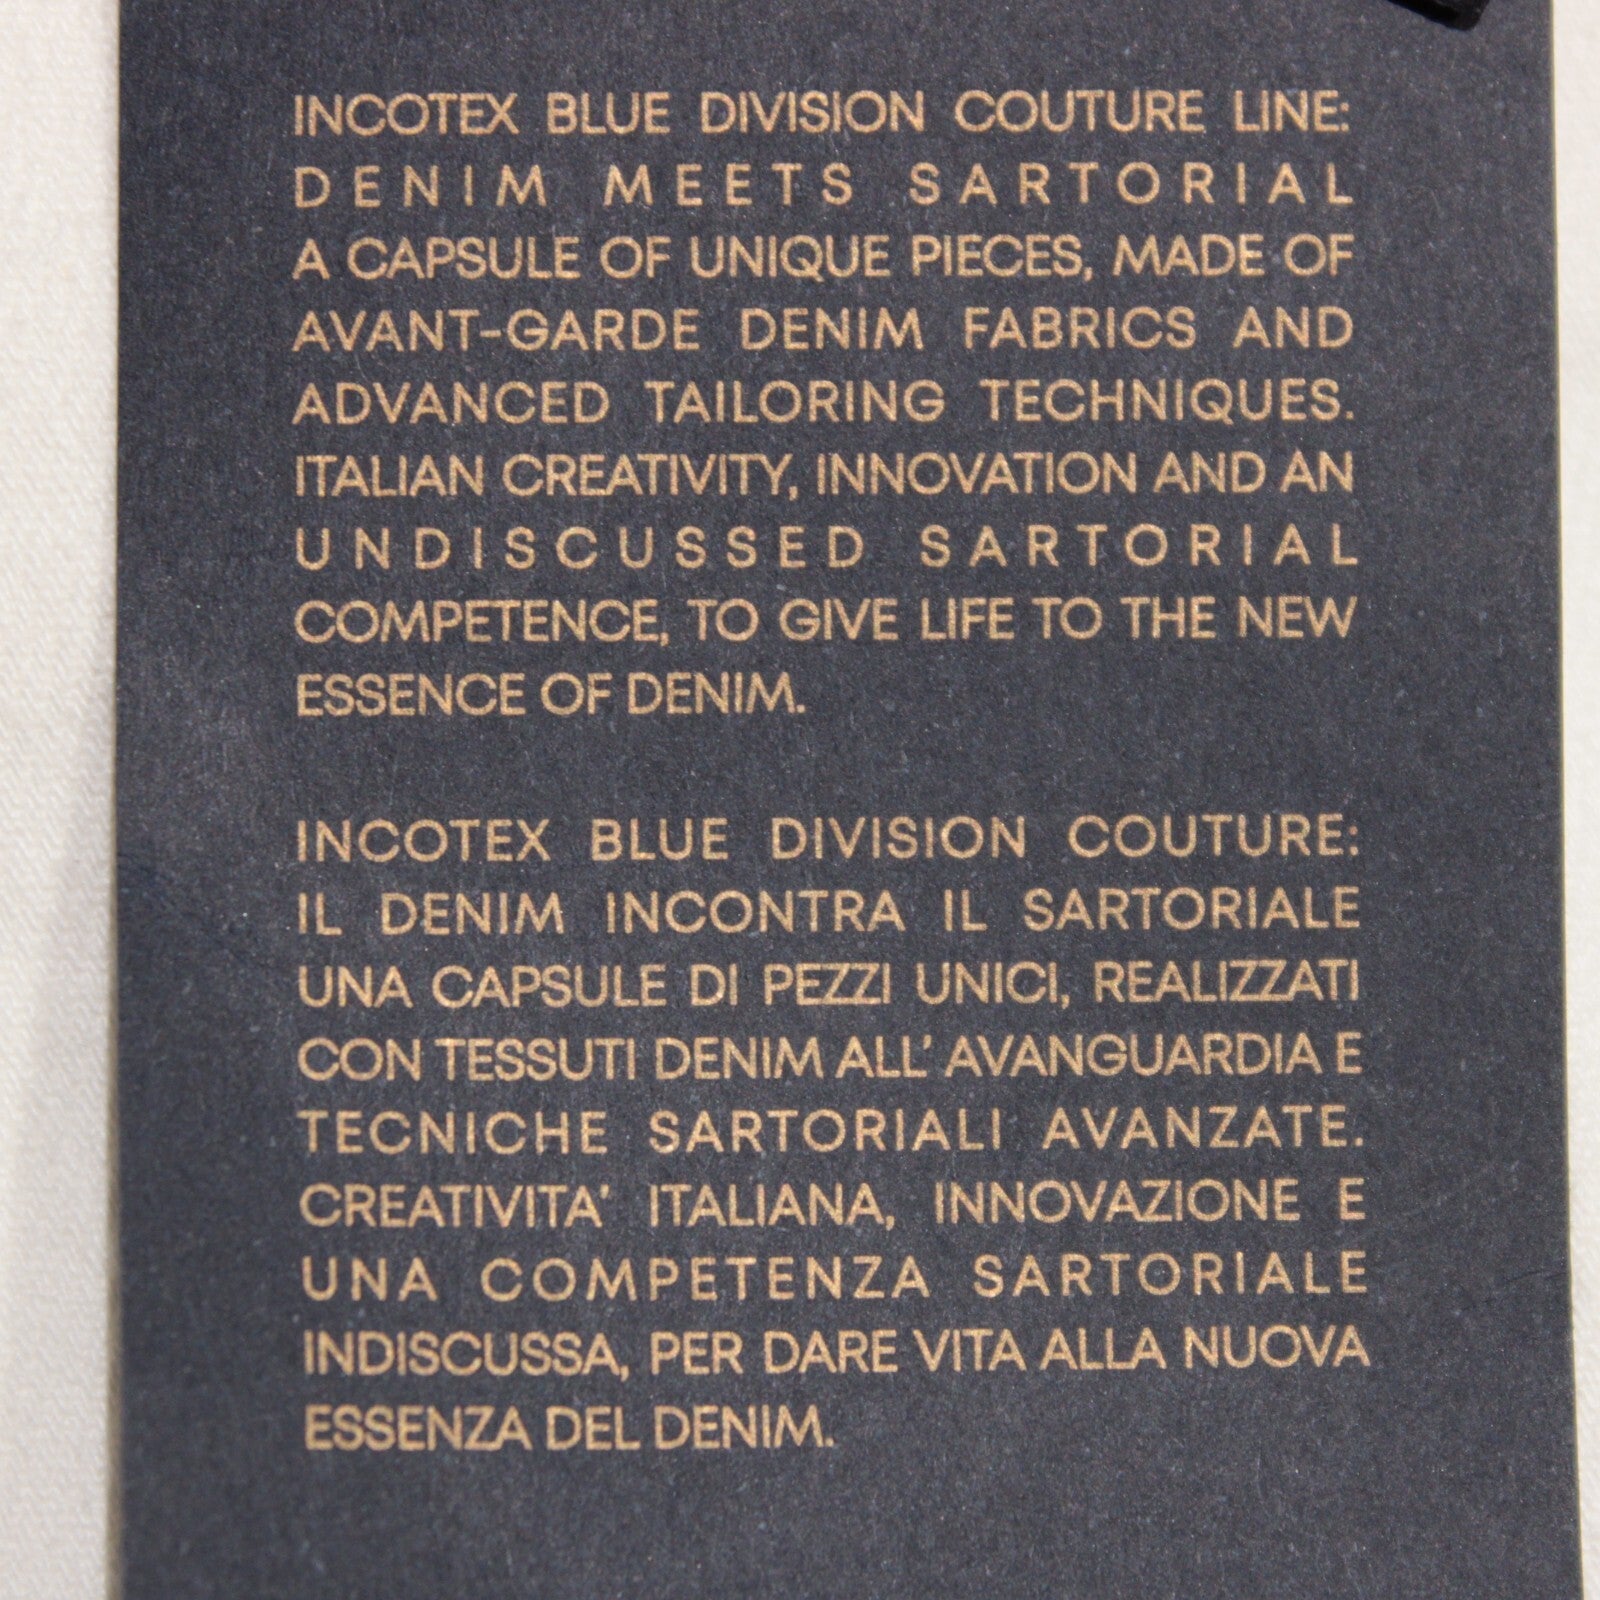 INCOTEX BLUE DIVISION COUTURE LINE:
DENIM MEETS SARTORIAL
A CAPSULE OF UNIQUE PIECES, MADE OF
AVANT-GARDE DENIM FABRICS AND
ADVANCED TAILORING TECHNIQUES.
ITALIAN CREATIVITY, INNOVATION AND AN
UNDISCUSSED SARTORIAL
COMPETENCE, TO GIVE LIFE TO THE NEW
ESSENCE OF DENIM.
INCOTEX BLUE DIVISION COUTURE:
IL DENIM INCONTRA IL SARTORIALE
UNA CAPSULE DI PEZZI UNICI, REALIZZATI
CON TESSUTI DENIM ALL' AVANGUARDIA E
TECNICHE SARTORIALI AVANZATE.
CREATIVITA' ITALIANA, INNOVAZIONE E
UNA COMPETENZA SARTORIALE
INDISCUSSA, PER DARE VITA ALLA NUOVA
ESSENZA DEL DENIM.